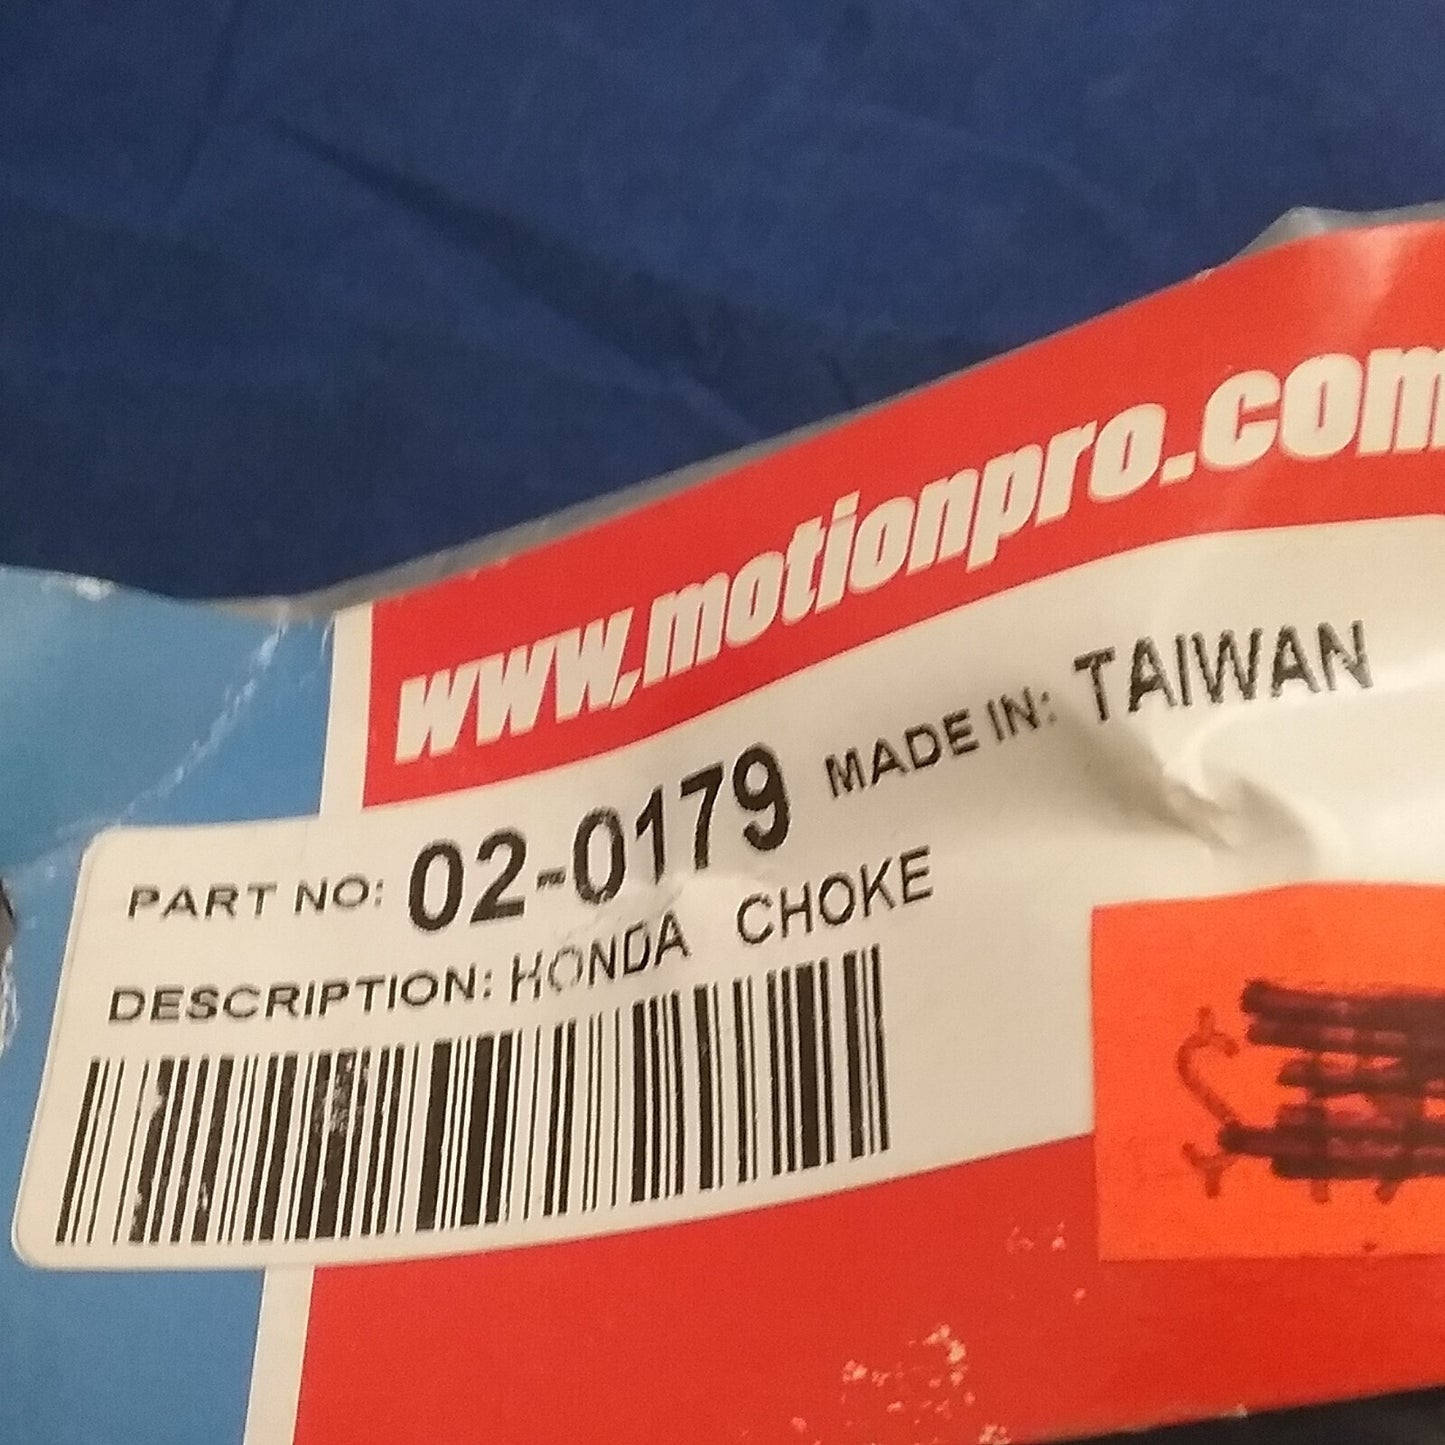 www.motionpro.com
PART NO: 02-0179 MADE IN: TAIWAN
DESCRIPTION: HONDA CHOKE
$